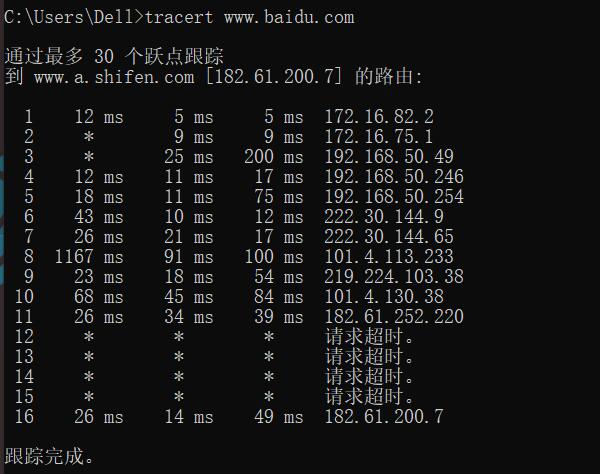 C:\Users\Dell>tracert www.baidu.com
通过最多 30 个跃点跟踪
到 www.a.shifen.com [182.61.200.7] 的路由:
1 12 ms 5 ms 5 ms 172.16.82.2
2 * 9 ms 9 ms 172.16.75.1
3 * 25 ms 200 ms 192.168.50.49
4 12 ms 11 ms 17 ms 192.168.50.246
5 18 ms 11 ms 75 ms 192.168.50.254
6 43 ms 10 ms 12 ms 222.30.144.9
7 26 ms 21 ms 17 ms 222.30.144.65
8 1167 ms 91 ms 100 ms 101.4.113.233
9 23 ms 18 ms 54 ms 219.224.103.38
10 68 ms 45 ms 84 ms 101.4.130.38
11 26 ms 34 ms 39 ms 182.61.252.220
12 * * * 请求超时。
13 * * * 请求超时。
14 * * * 请求超时。
15 * * * 请求超时。
16 26 ms 14 ms 49 ms 182.61.200.7
跟踪完成。